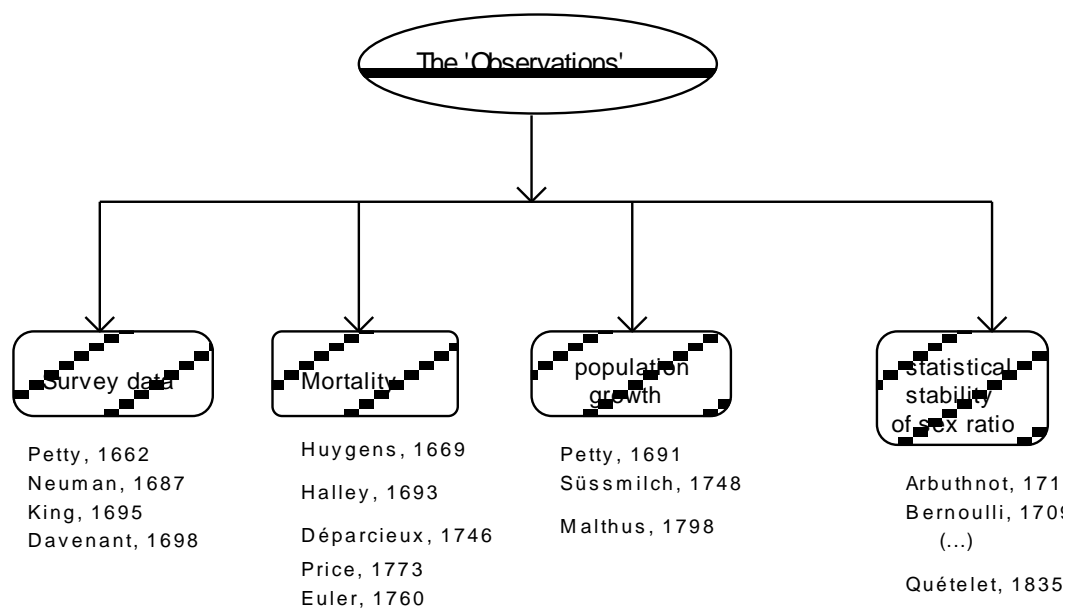 The 'Observations'
Survey data
Petty, 1662
Neuman, 1687
King, 1695
Davenant, 1698
Mortality
Huygens, 1669
Halley, 1693
Déparcieux, 1746
Price, 1773
Euler, 1760
population
growth
Petty, 1691
Süssmilch, 1748
Malthus, 1798
statistical
stability
of sex ratio
Arbuthnot, 171
Bernoulli, 1709
(...)
Quételet, 1835